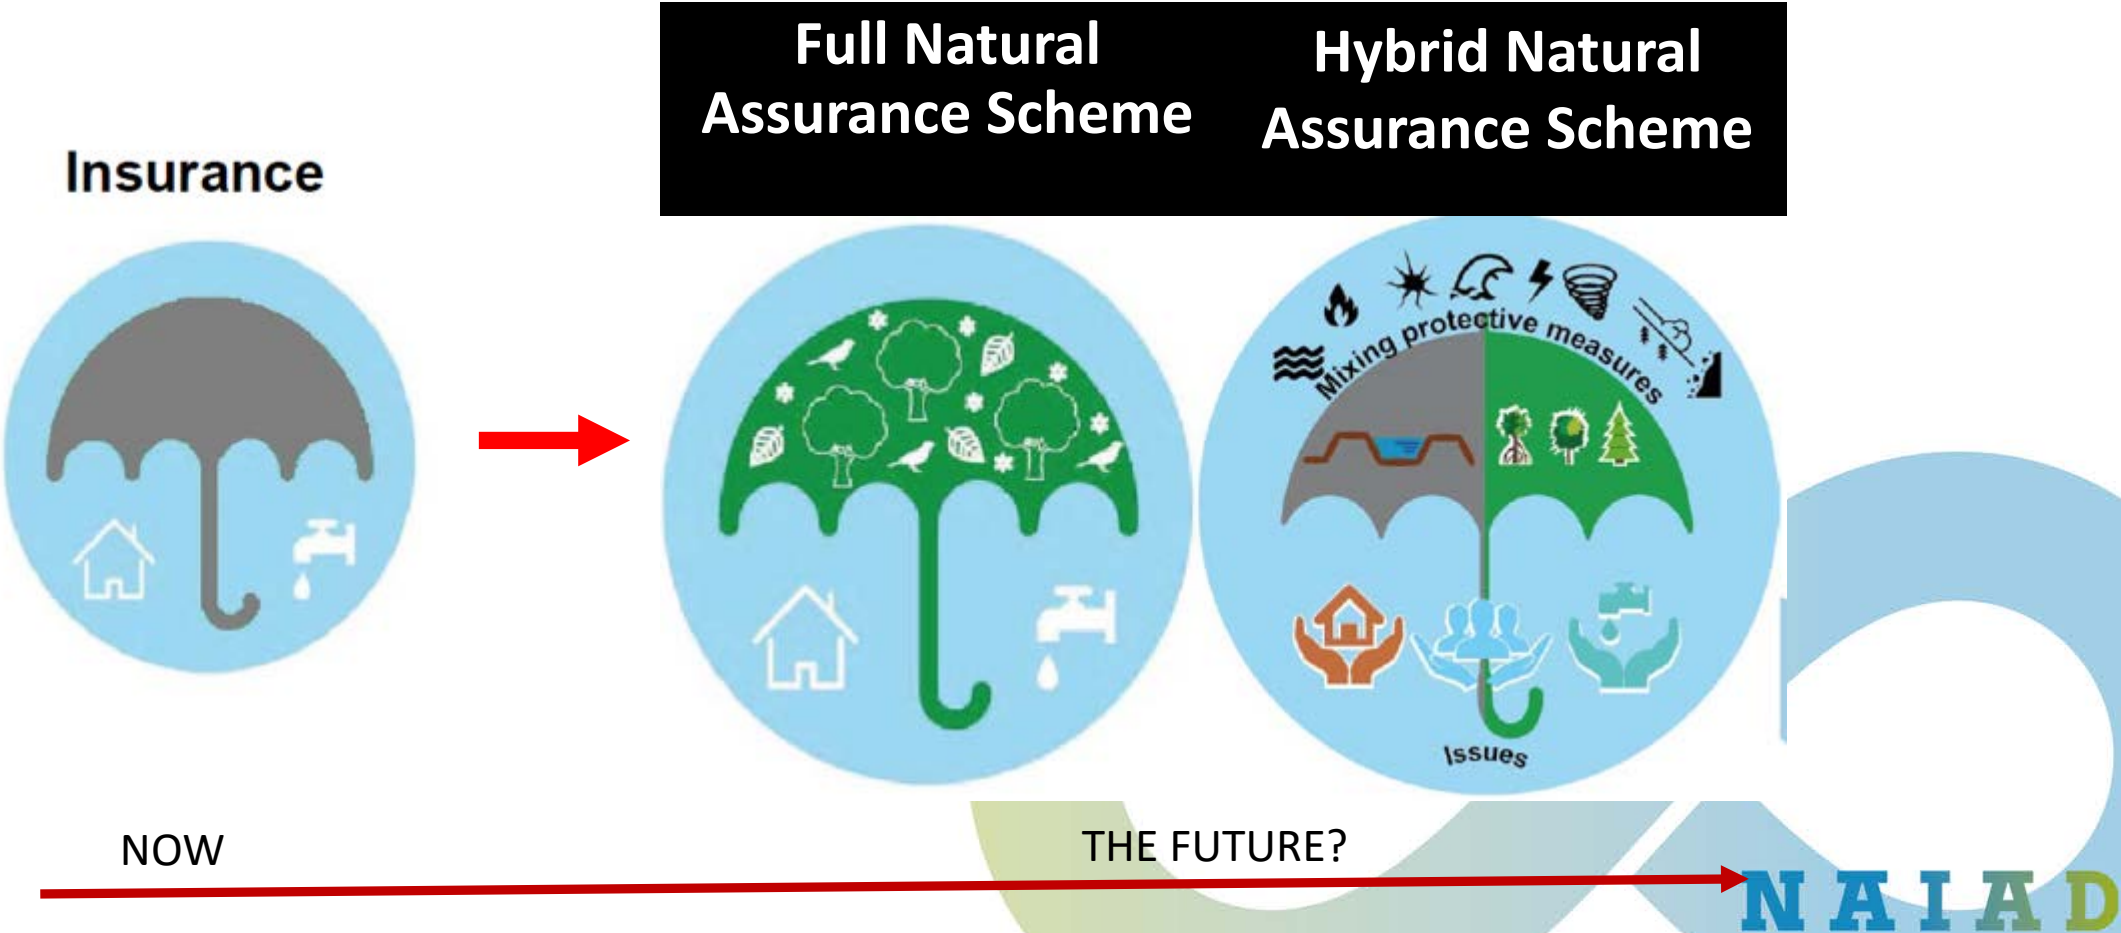 Full Natural
Assurance Scheme
Hybrid Natural
Assurance Scheme
Insurance
Mixing protective measures
Issues
NOW
THE FUTURE?
NAIAD